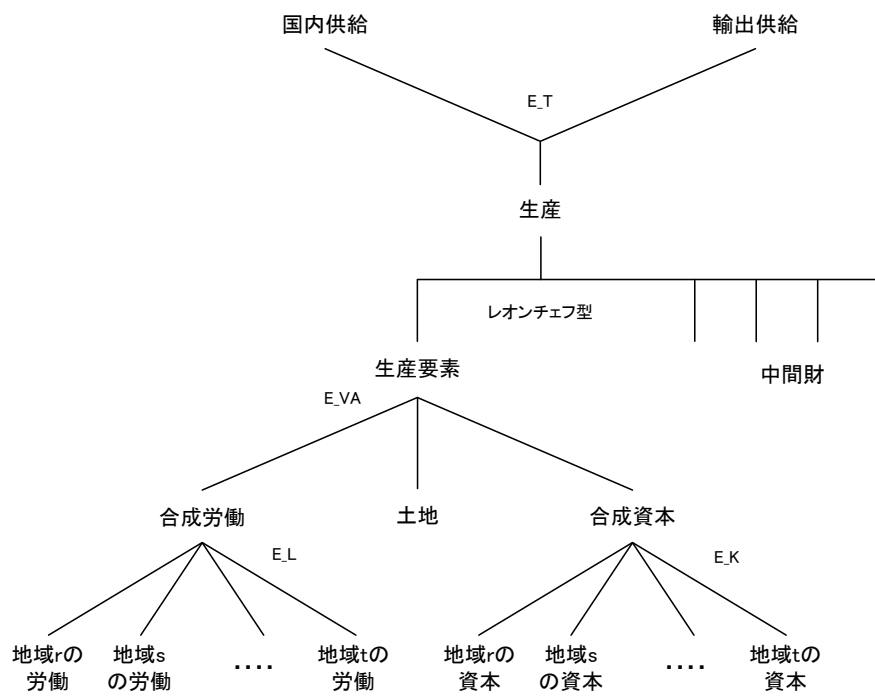 国内供給
輸出供給
E_T
生産
レオンチェフ型
生産要素
中間財
E_VA
合成労働
土地
合成資本
E_L
E_K
地域rの
労働
地域s
の労働
....
地域tの
労働
地域rの
資本
地域s
の資本
....
地域tの
資本